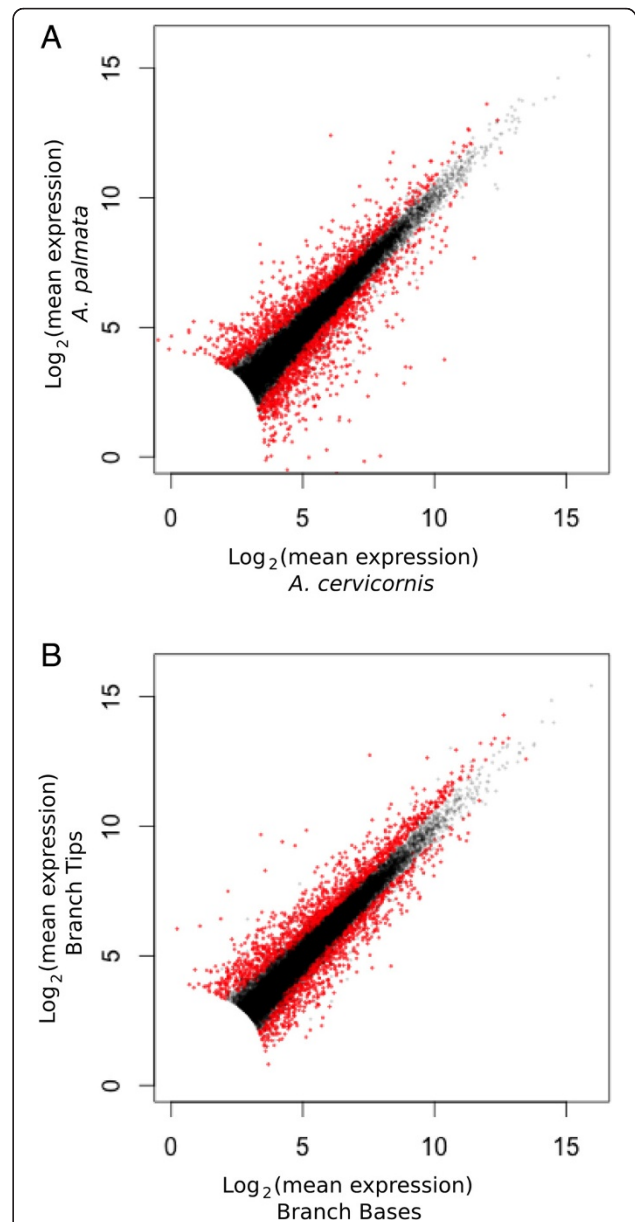 A
15
10
5
0
Log2(mean expression)
A. palmata
0 5 10 15
Log2(mean expression)
A. cervicornis
B
15
10
5
0
Log2(mean expression)
Branch Tips
0 5 10 15
Log2(mean expression)
Branch Bases